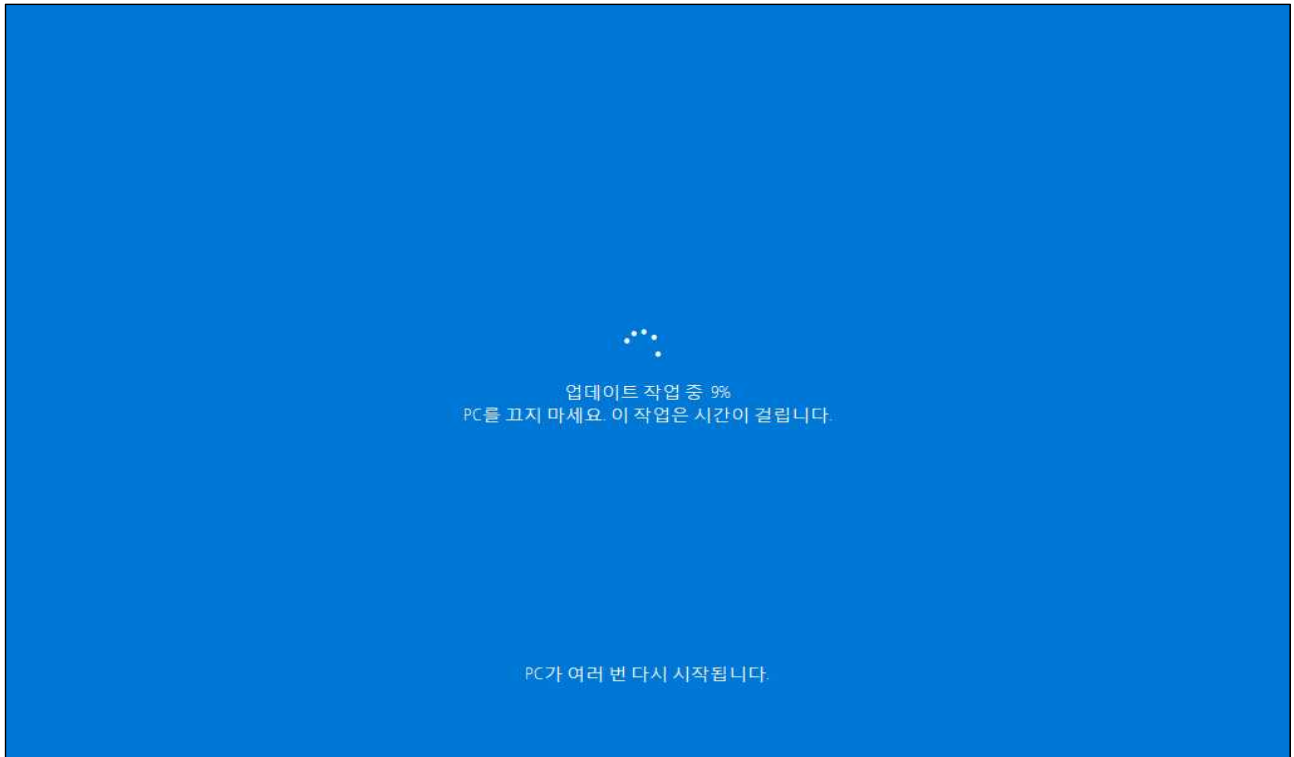 업데이트 작업 중 9%
PC를 끄지 마세요. 이 작업은 시간이 걸립니다.
PC가 여러 번 다시 시작됩니다.